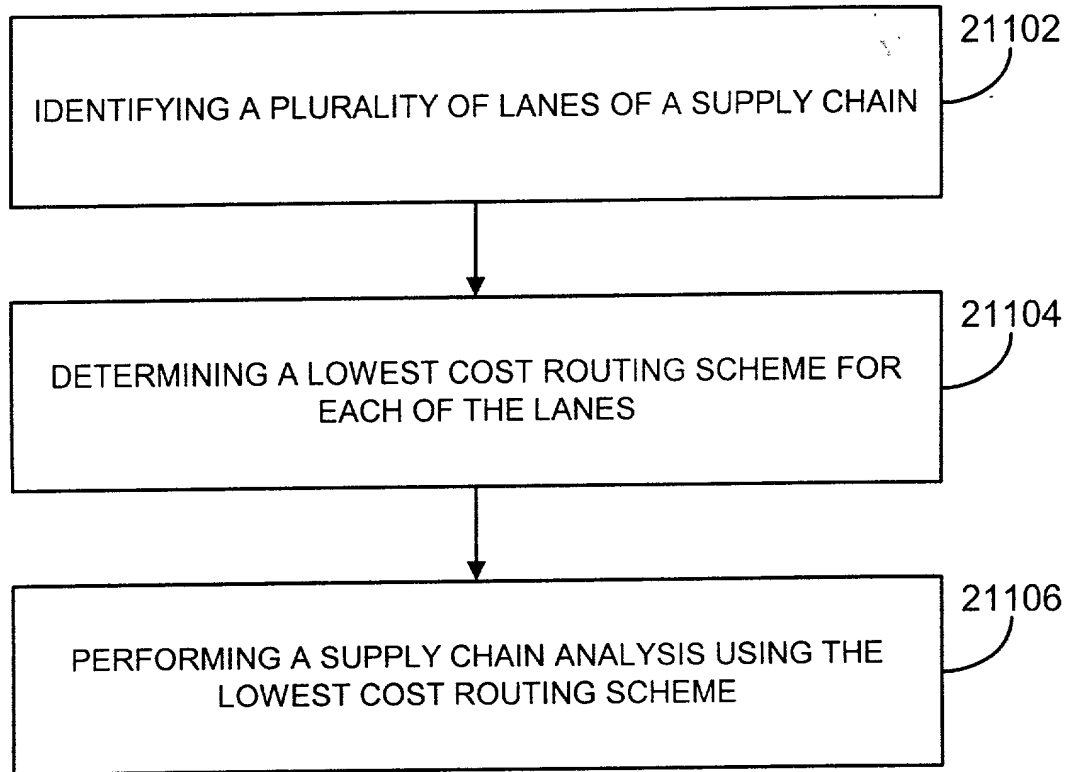 21102
IDENTIFYING A PLURALITY OF LANES OF A SUPPLY CHAIN
21104
DETERMINING A LOWEST COST ROUTING SCHEME FOR
EACH OF THE LANES
21106
PERFORMING A SUPPLY CHAIN ANALYSIS USING THE
LOWEST COST ROUTING SCHEME